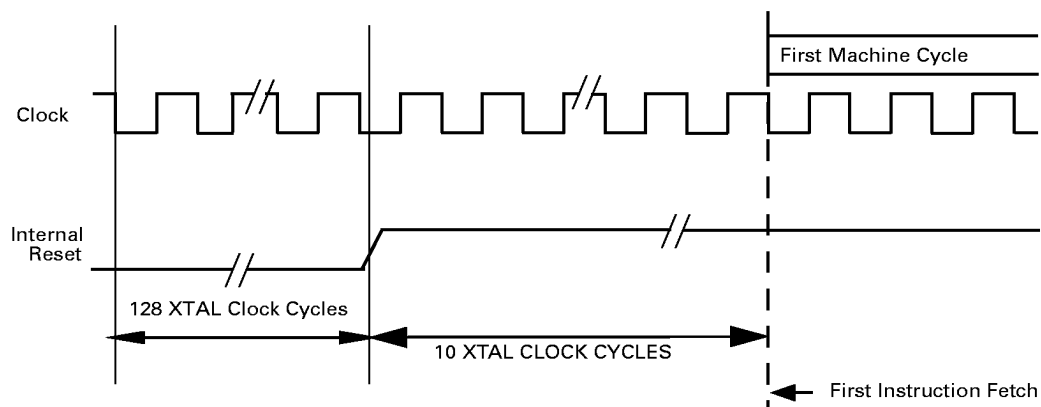 First Machine Cycle
Clock
Internal
Reset
128 XTAL Clock Cycles
10 XTAL CLOCK CYCLES
First Instruction Fetch